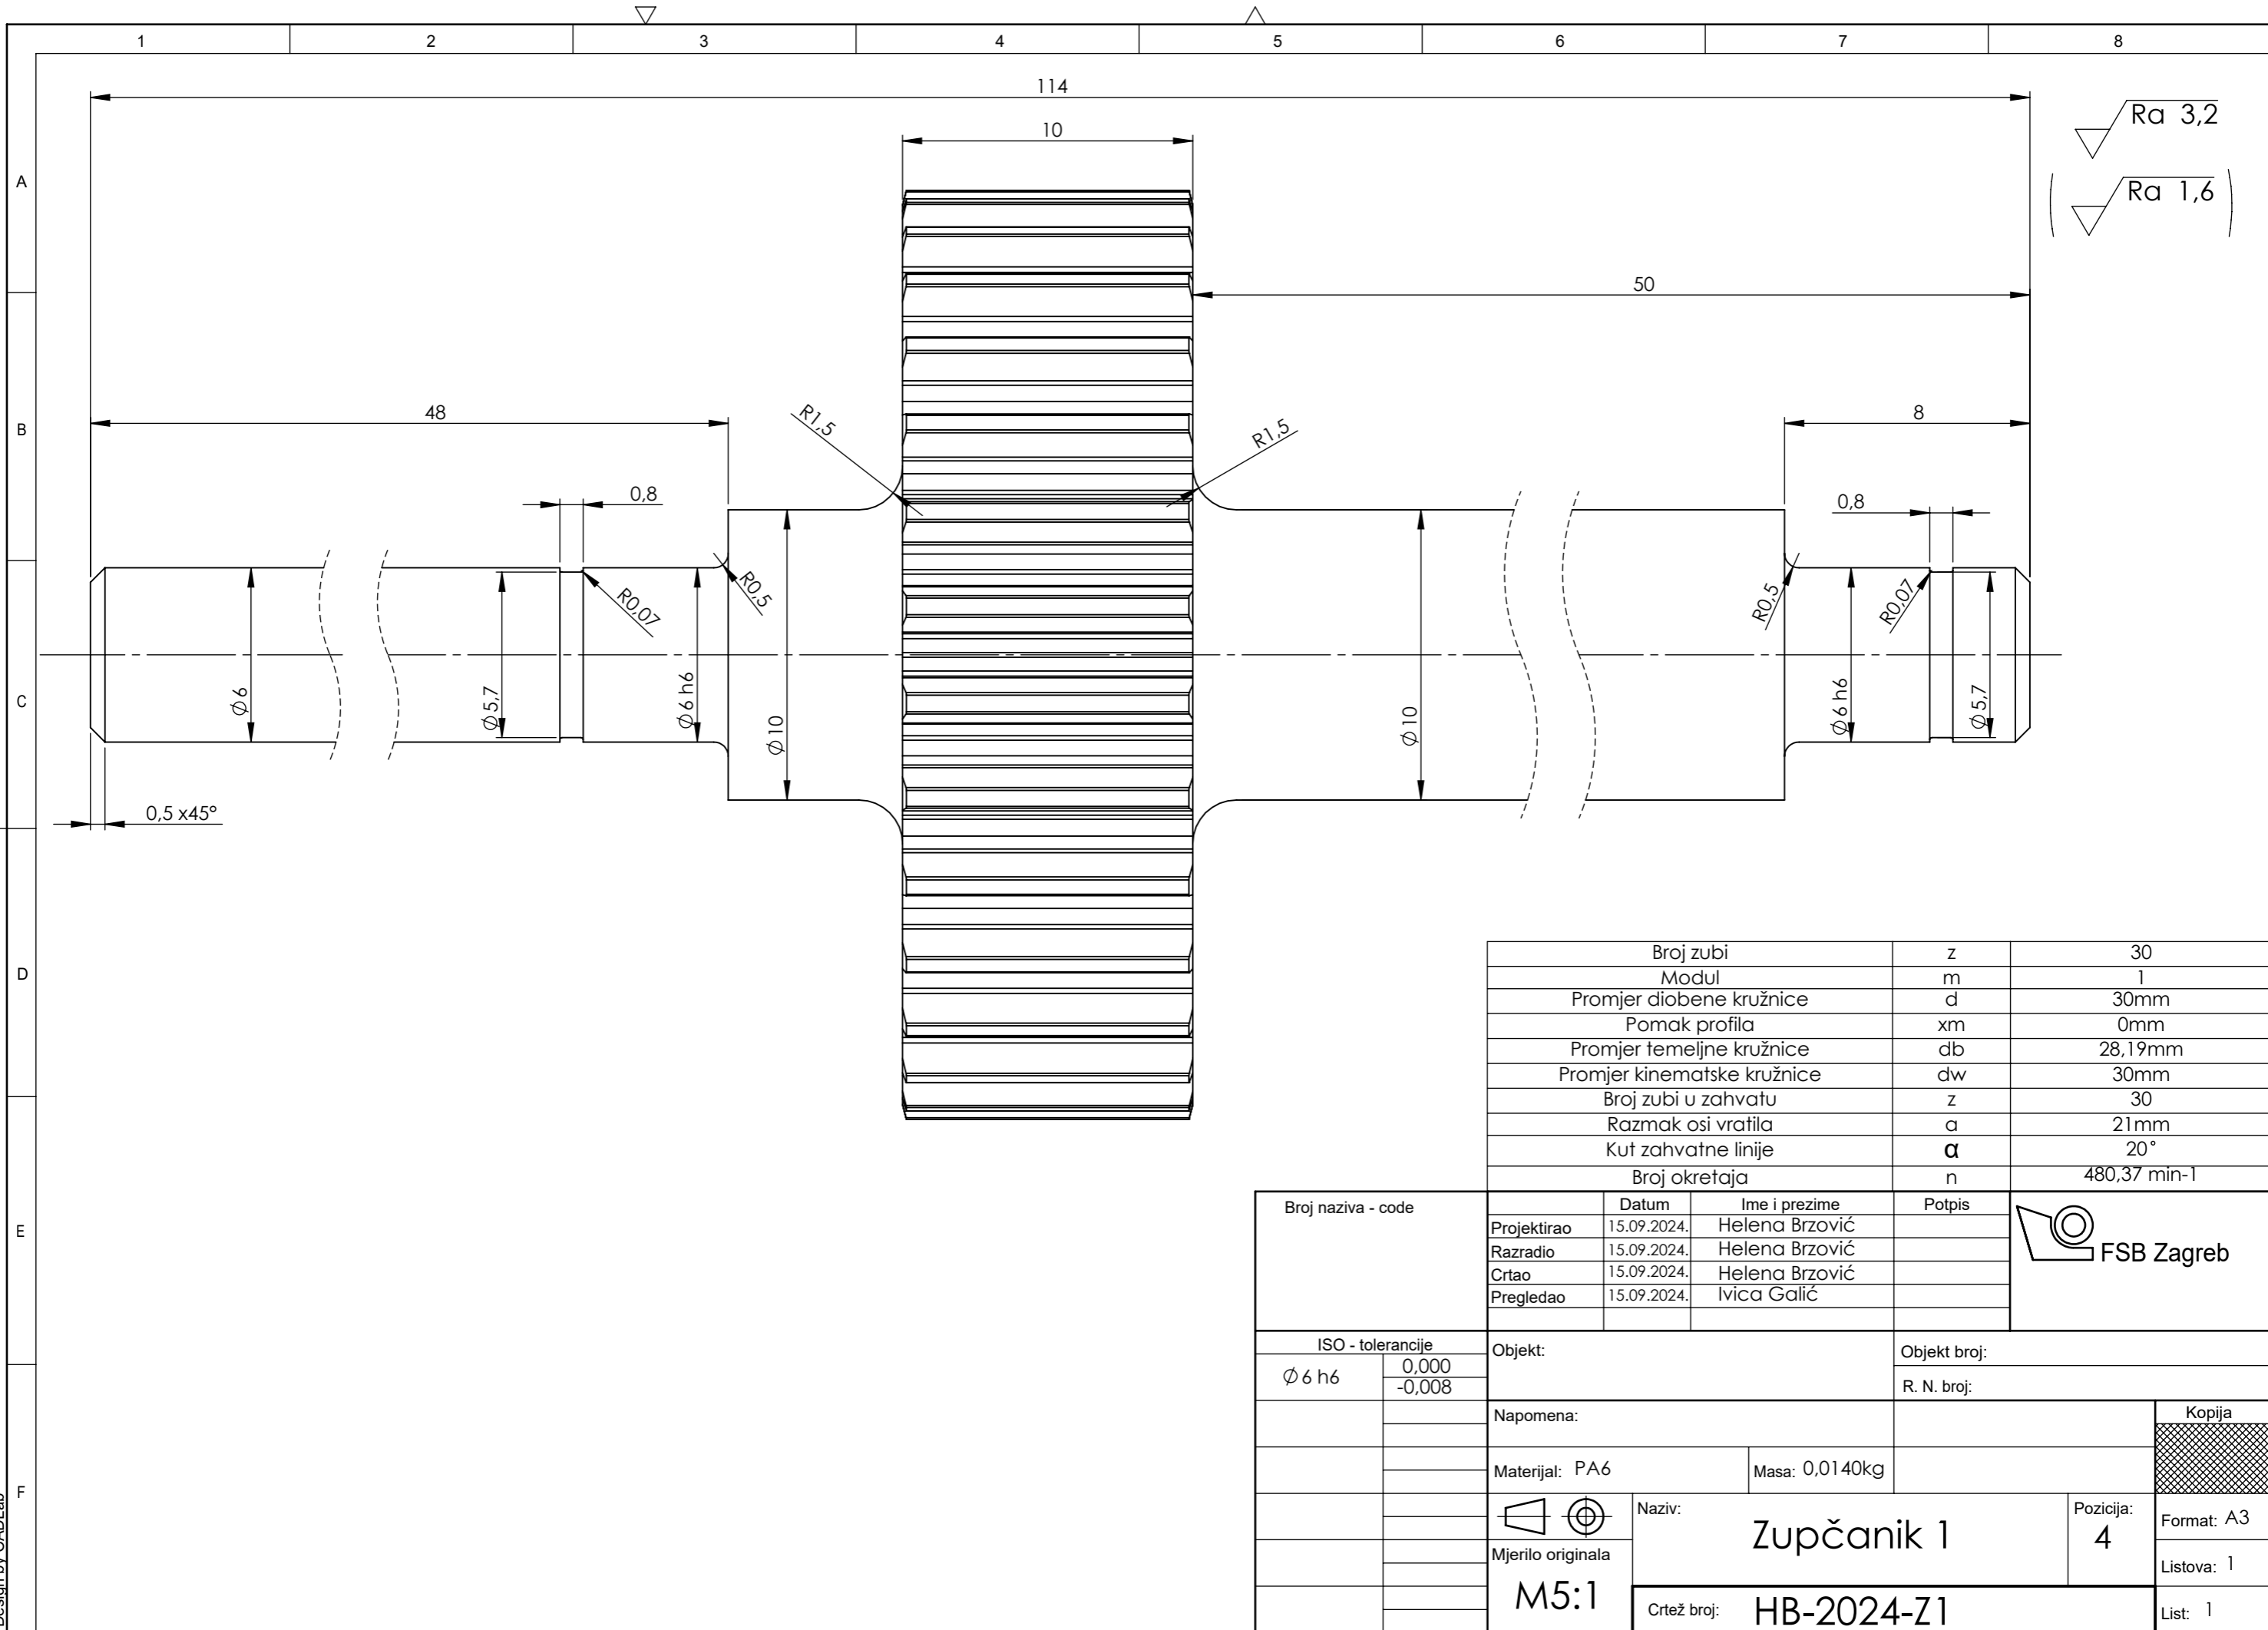 1 2 3 4 5 6 7 8
114
10
Ra 3,2
Ra 1,6
A
50
48
R1,5
R1,5
8
B
0,8
0,8
R0,07
R0,5
R0,5
R0,07
C
Ø6
Ø5,7
Ø6 h6
Ø10
Ø10
Ø6 h6
Ø5,7
0,5 x45°
D
E
F
Broj zubi z 30
Modul m 1
Promjer diobene kružnice d 30mm
Pomak profila xm 0mm
Promjer temeljne kružnice db 28,19mm
Promjer kinematske kružnice dw 30mm
Broj zubi u zahvatu z 30
Razmak osi vratila a 21mm
Kut zahvatne linije α 20°
Broj okretaja n 480,37 min-1
Broj naziva - code
Datum Ime i prezime Potpis
Projektirao 15.09.2024. Helena Brzović
Razradio 15.09.2024. Helena Brzović
Crtao 15.09.2024. Helena Brzović
Pregledao 15.09.2024. Ivica Galić
FSB Zagreb
ISO - tolerancije
Ø6 h6 0,000
-0,008
Objekt:
Objekt broj:
R. N. broj:
Napomena:
Kopija
Materijal: PA6
Masa: 0,0140kg
Naziv:
Zupčanik 1
Pozicija:
4
Format: A3
Mjerilo originala
M5:1
Listova: 1
Crtež broj: HB-2024-Z1
List: 1